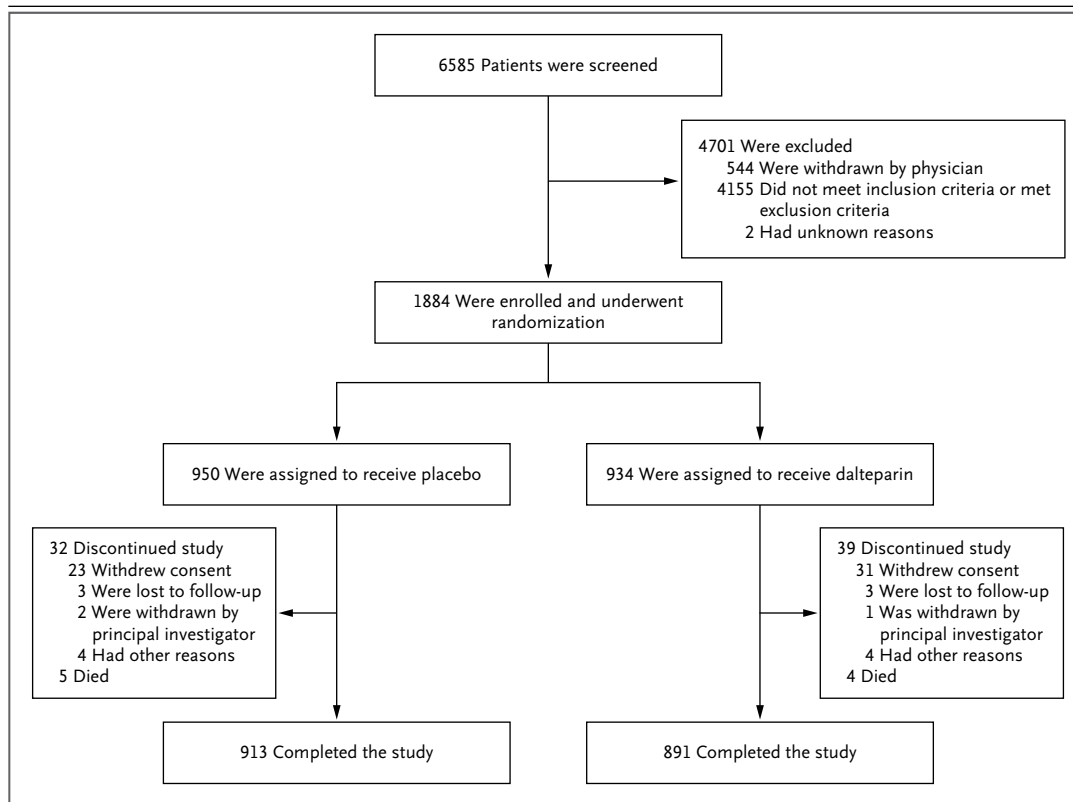 6585 Patients were screened
4701 Were excluded
544 Were withdrawn by physician
4155 Did not meet inclusion criteria or met
exclusion criteria
2 Had unknown reasons
1884 Were enrolled and underwent
randomization
950 Were assigned to receive placebo
934 Were assigned to receive dalteparin
32 Discontinued study
23 Withdrew consent
3 Were lost to follow-up
2 Were withdrawn by
principal investigator
4 Had other reasons
5 Died
39 Discontinued study
31 Withdrew consent
3 Were lost to follow-up
1 Was withdrawn by
principal investigator
4 Had other reasons
4 Died
913 Completed the study
891 Completed the study